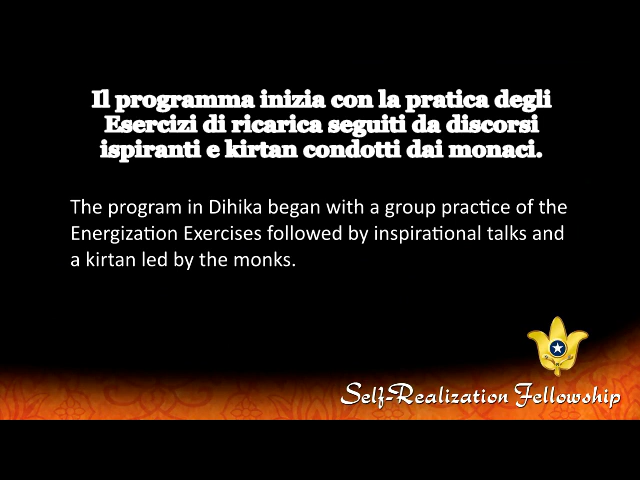 Il programma inizia con la pratica degli
Esercizi di ricarica seguiti da discorsi
ispiranti e kirtan condotti dai monaci.
The program in Dihika began with a group practice of the
Energization Exercises followed by inspirational talks and
a kirtan led by the monks.
Self-Realization Fellowship